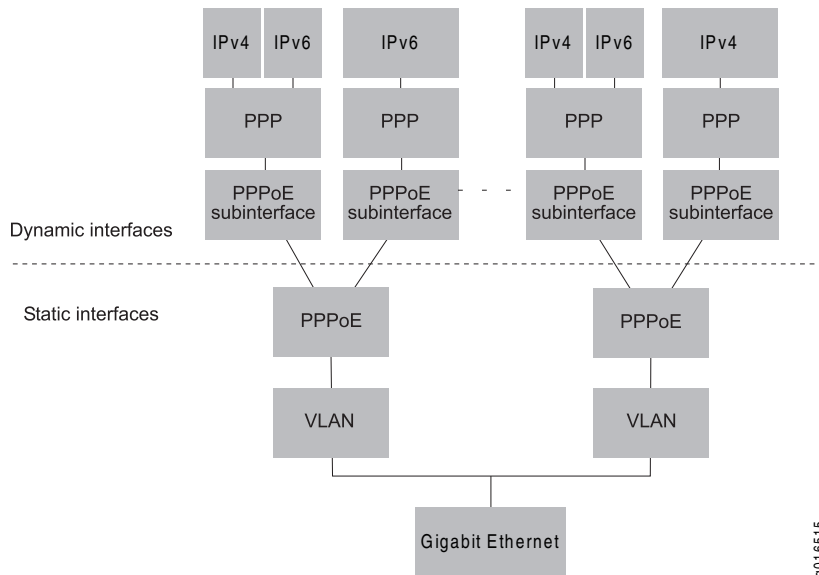 IPv4 IPv6 IPv6 IPv4 IPv6 IPv4
PPP PPP PPP PPP
PPPoE PPPoE PPPoE PPPoE
subinterface subinterface subinterface subinterface
Dynamic interfaces
Static interfaces
PPPoE PPPoE
VLAN VLAN
Gigabit Ethernet
g016515